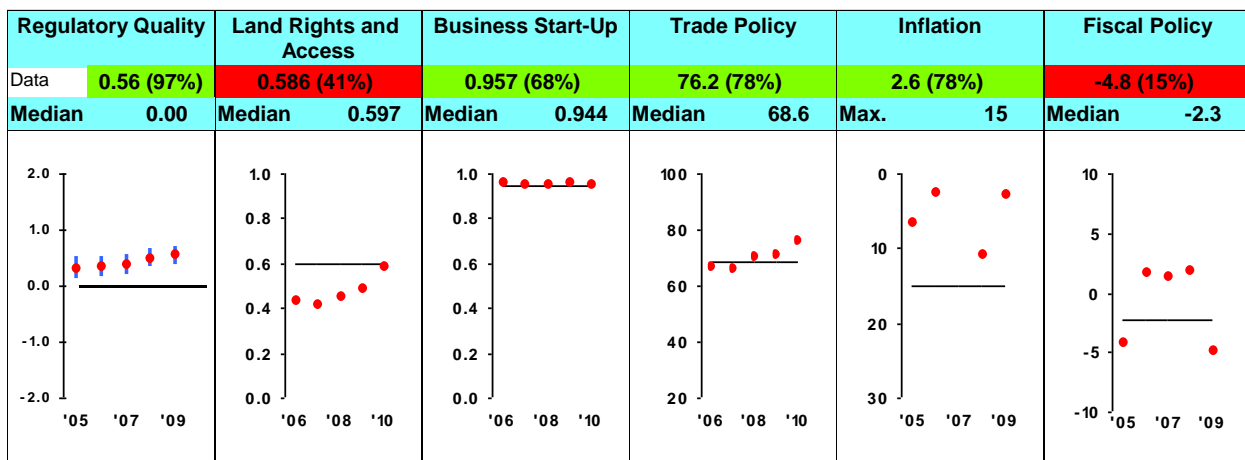 Regulatory Quality
Land Rights and
Access
Business Start-Up
Trade Policy
Inflation
Fiscal Policy
Data 0.56 (97%)
0.586 (41%)
0.957 (68%)
76.2 (78%)
2.6 (78%)
-4.8 (15%)
Median 0.00
Median 0.597
Median 0.944
Median 68.6
Max. 15
Median -2.3
2.0
1.0
0.0
-1.0
-2.0
'05 '07 '09
1.0
0.8
0.6
0.4
0.2
0.0
'06 '08 '10
1.0
0.8
0.6
0.4
0.2
0.0
'06 '08 '10
100
80
60
40
20
'06 '08 '10
0
10
20
30
'05 '07 '09
10
5
0
-5
-10
'05 '07 '09